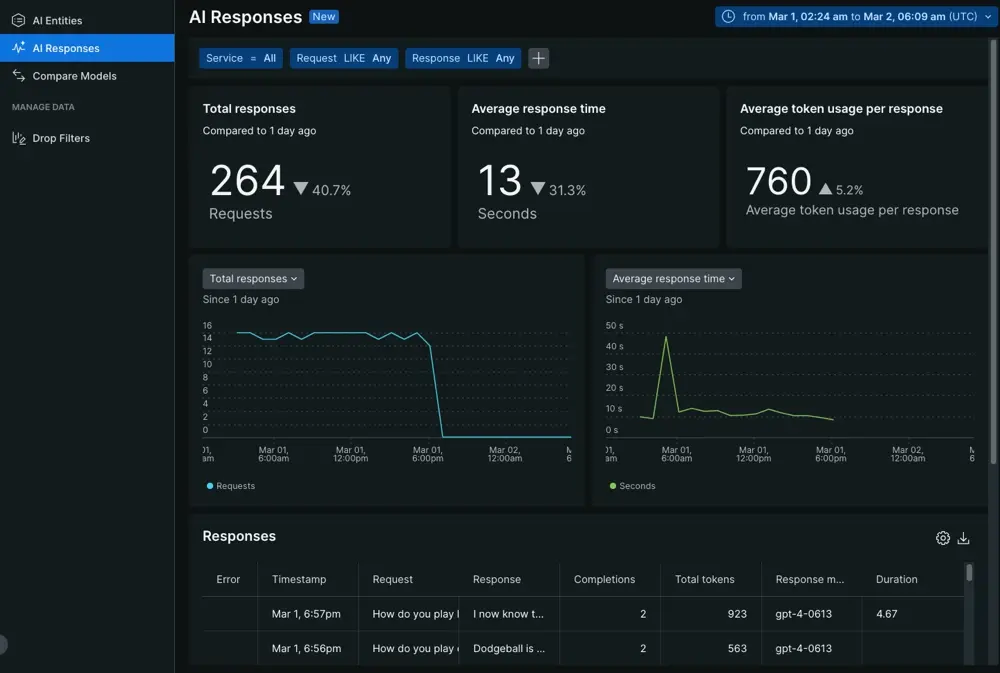 AI Entities
AI Responses
Compare Models
MANAGE DATA
Drop Filters
AI Responses New
from Mar 1, 02:24 am to Mar 2, 06:09 am (UTC)
Service = All
Request LIKE Any
Response LIKE Any
Total responses
Compared to 1 day ago
264 40.7%
Requests
Average response time
Compared to 1 day ago
13 31.3%
Seconds
Average token usage per response
Compared to 1 day ago
760 5.2%
Average token usage per response
Total responses
Since 1 day ago
16
14
12
10
8
6
4
2
0
01, Mar 01, Mar 01, Mar 01, Mar 02, M
am 6:00am 12:00pm 6:00pm 12:00am 6
Requests
Average response time
Since 1 day ago
50 s
40 s
30 s
20 s
10 s
0 s
01, Mar 01, Mar 01, Mar 01, Mar 02, M
am 6:00am 12:00pm 6:00pm 12:00am 6
Seconds
Responses
Error Timestamp Request Response Completions Total tokens Response m... Duration
Mar 1, 6:57pm How do you play I now know t... 2 923 gpt-4-0613 4.67
Mar 1, 6:56pm How do you play Dodgeball is ... 2 563 gpt-4-0613